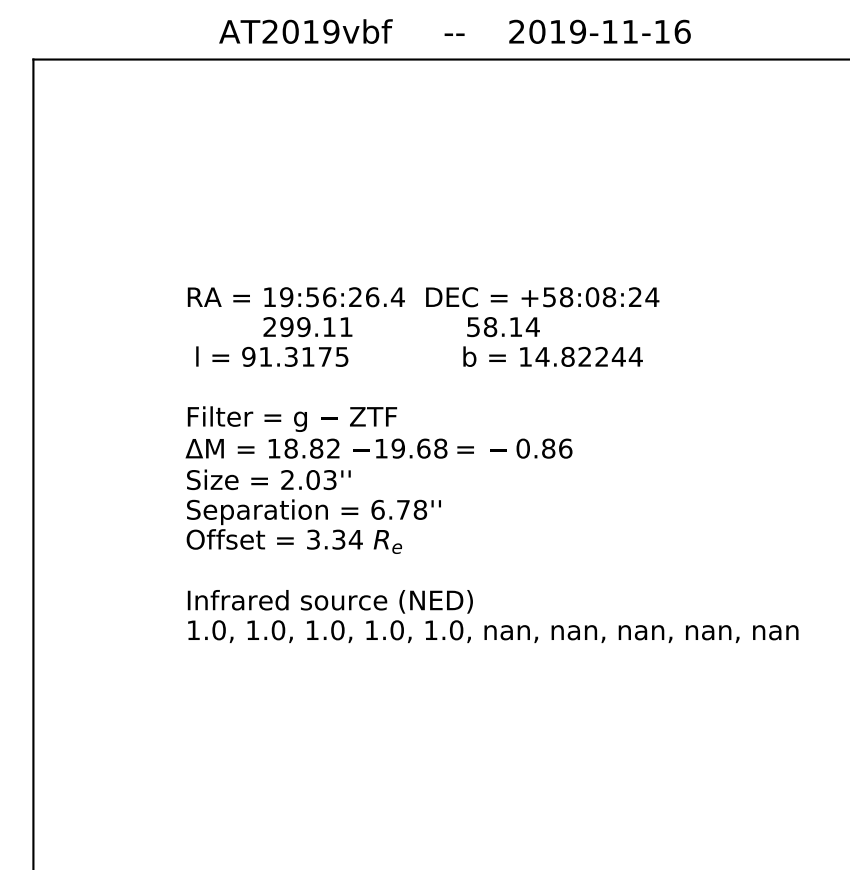 AT2019vbf -- 2019-11-16
RA = 19:56:26.4 DEC = +58:08:24
299.11 58.14
l = 91.3175 b = 14.82244
Filter = g − ZTF
ΔM = 18.82 −19.68 = − 0.86
Size = 2.03''
Separation = 6.78''
Offset = 3.34 Rₑ
Infrared source (NED)
1.0, 1.0, 1.0, 1.0, 1.0, nan, nan, nan, nan, nan